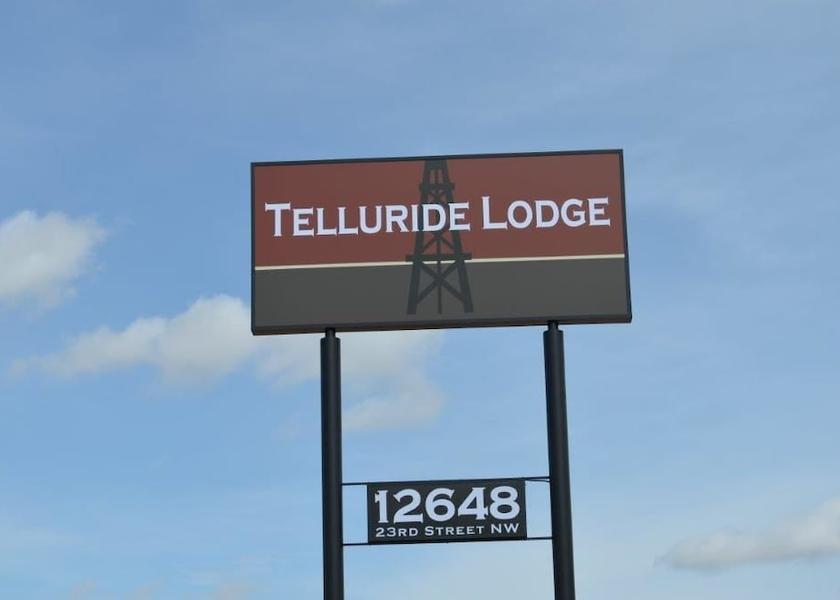 TELLURIDE LODGE
12648
23RD STREET NW